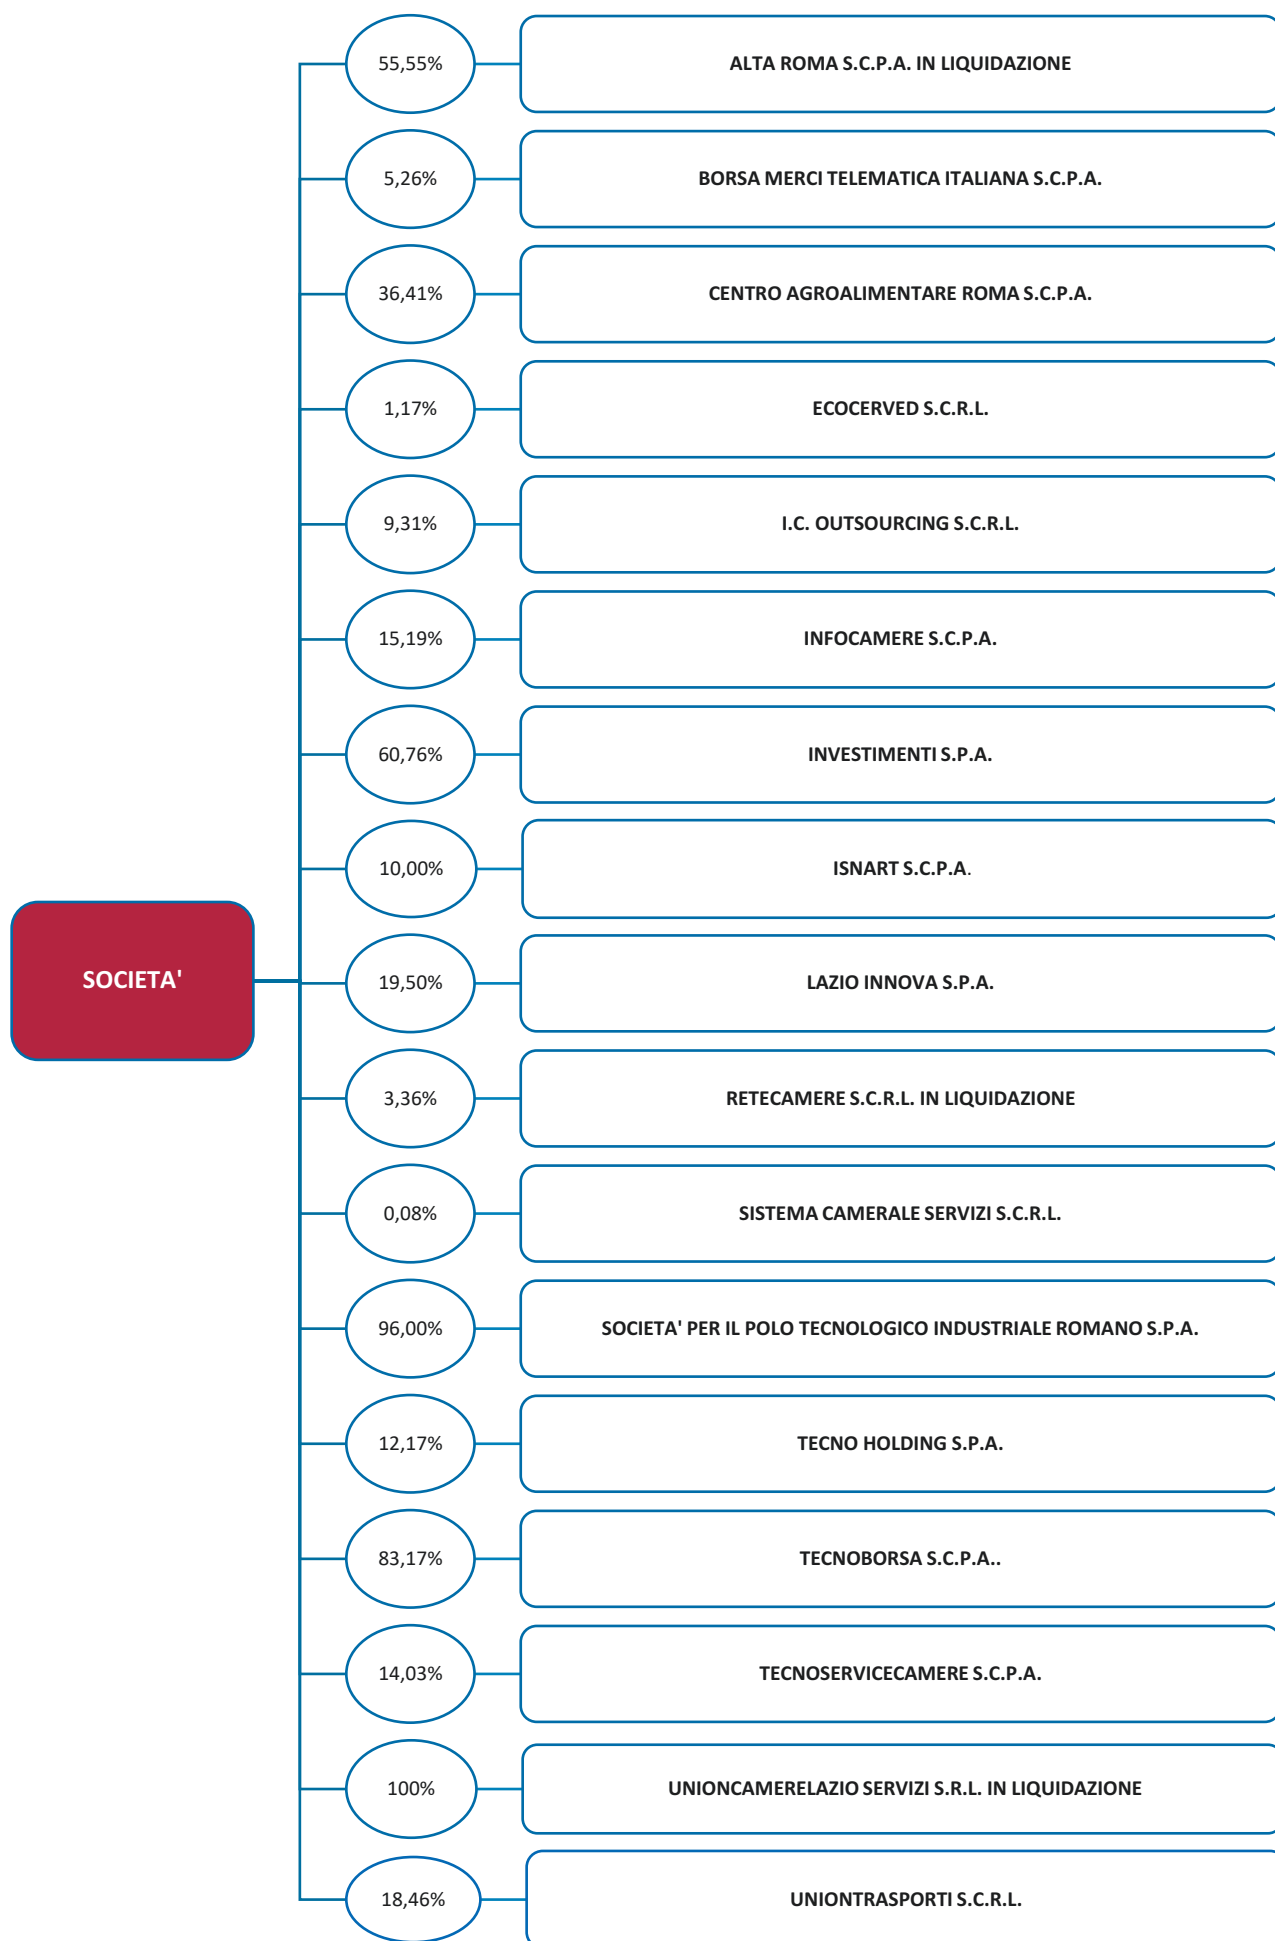 55,55% ALTA ROMA S.C.P.A. IN LIQUIDAZIONE
5,26% BORSA MERCI TELEMATICA ITALIANA S.C.P.A.
36,41% CENTRO AGROALIMENTARE ROMA S.C.P.A.
1,17% ECOCERVED S.C.R.L.
9,31% I.C. OUTSOURCING S.C.R.L.
15,19% INFOCAMERE S.C.P.A.
60,76% INVESTIMENTI S.P.A.
10,00% ISNART S.C.P.A.
SOCIETA'
19,50% LAZIO INNOVA S.P.A.
3,36% RETECAMERE S.C.R.L. IN LIQUIDAZIONE
0,08% SISTEMA CAMERALE SERVIZI S.C.R.L.
96,00% SOCIETA' PER IL POLO TECNOLOGICO INDUSTRIALE ROMANO S.P.A.
12,17% TECNO HOLDING S.P.A.
83,17% TECNOBORSA S.C.P.A..
14,03% TECNOSERVICECAMERE S.C.P.A.
100% UNIONCAMERELAZIO SERVIZI S.R.L. IN LIQUIDAZIONE
18,46% UNIONTRASPORTI S.C.R.L.